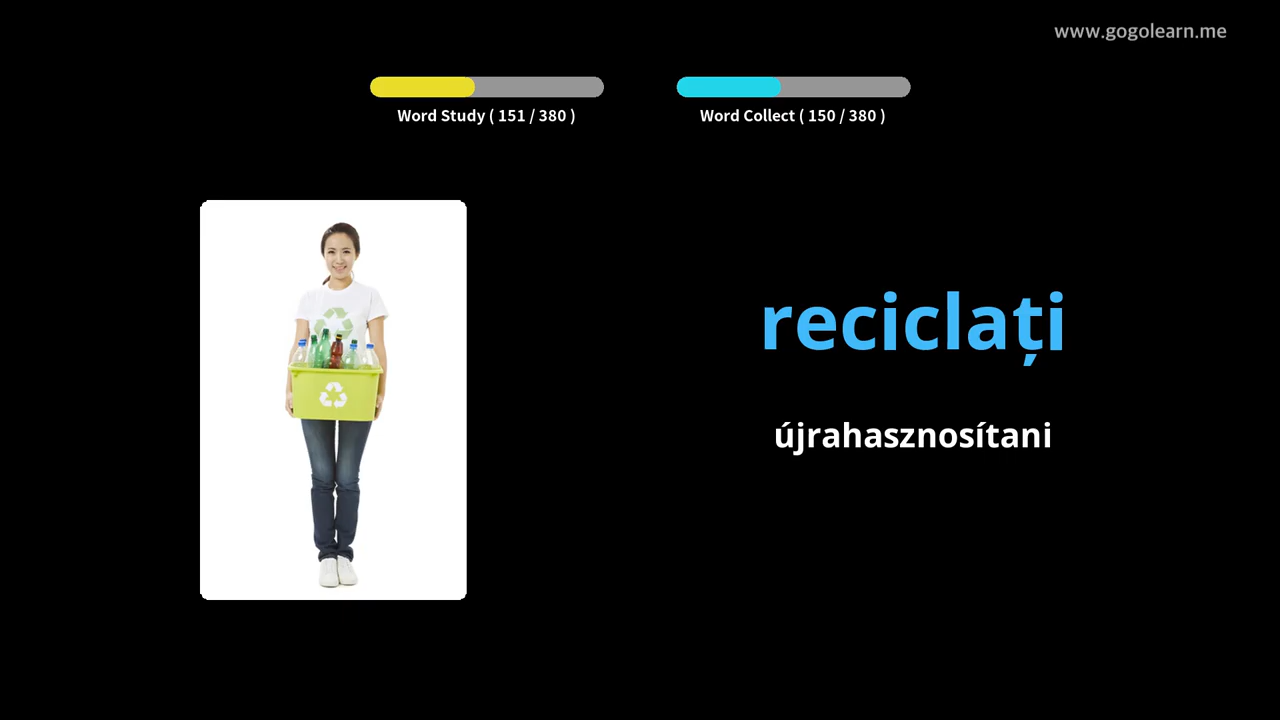 www.gogolearn.me
Word Study ( 151 / 380 )
Word Collect ( 150 / 380 )
reciclați
újrahasznosítani